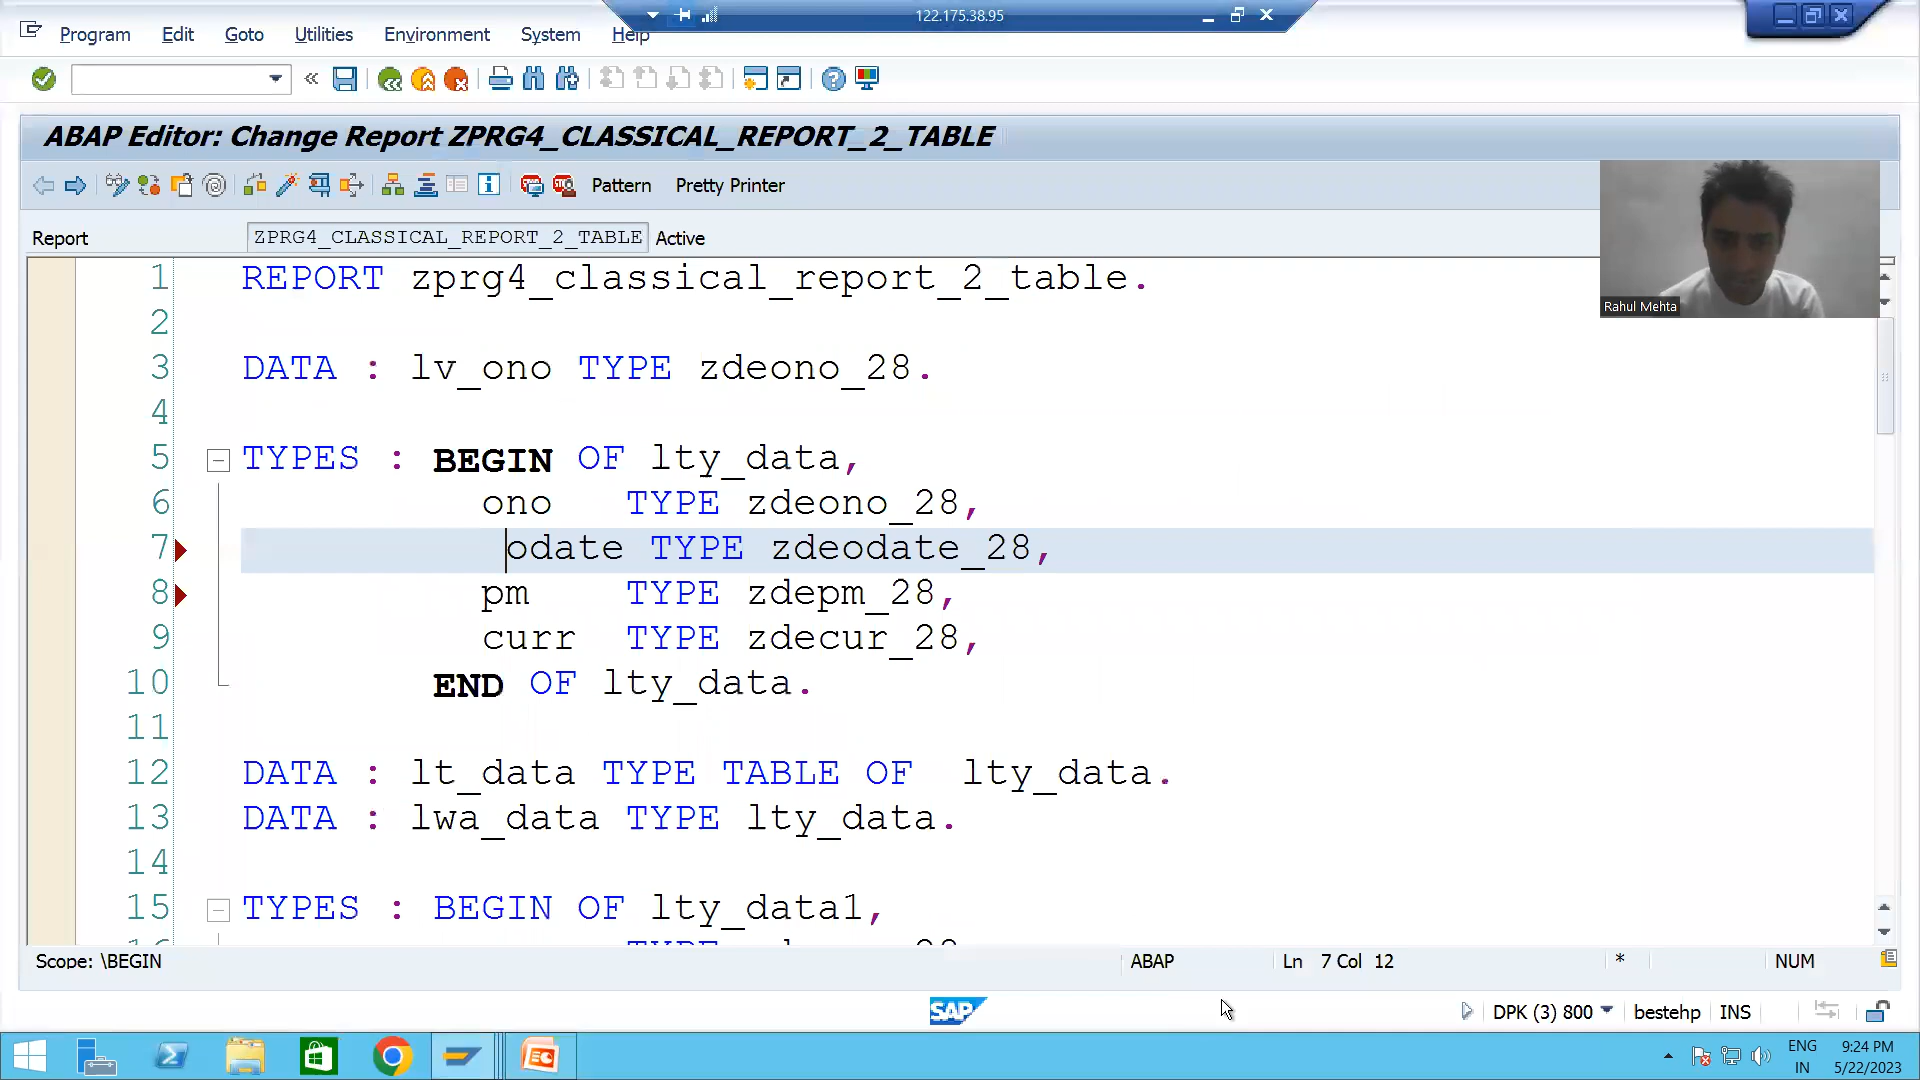 122.175.38.95
Program Edit Goto Utilities Environment System Help
ABAP Editor: Change Report ZPRG4_CLASSICAL_REPORT_2_TABLE
Pattern Pretty Printer
Report ZPRG4_CLASSICAL_REPORT_2_TABLE Active
Rahul Mehta
1 REPORT zprg4_classical_report_2_table.
2
3 DATA : lv_ono TYPE zdeono_28.
4
5 TYPES : BEGIN OF lty_data,
6 ono TYPE zdeono_28,
7 odate TYPE zdeodate_28,
8 pm TYPE zdepm_28,
9 curr TYPE zdecur_28,
10 END OF lty_data.
11
12 DATA : lt_data TYPE TABLE OF lty_data.
13 DATA : lwa_data TYPE lty_data.
14
15 TYPES : BEGIN OF lty_data1,
Scope: \BEGIN ABAP Ln 7 Col 12 * NUM
SAP DPK (3) 800 bestehp INS
ENG 9:24 PM
IN 5/22/2023